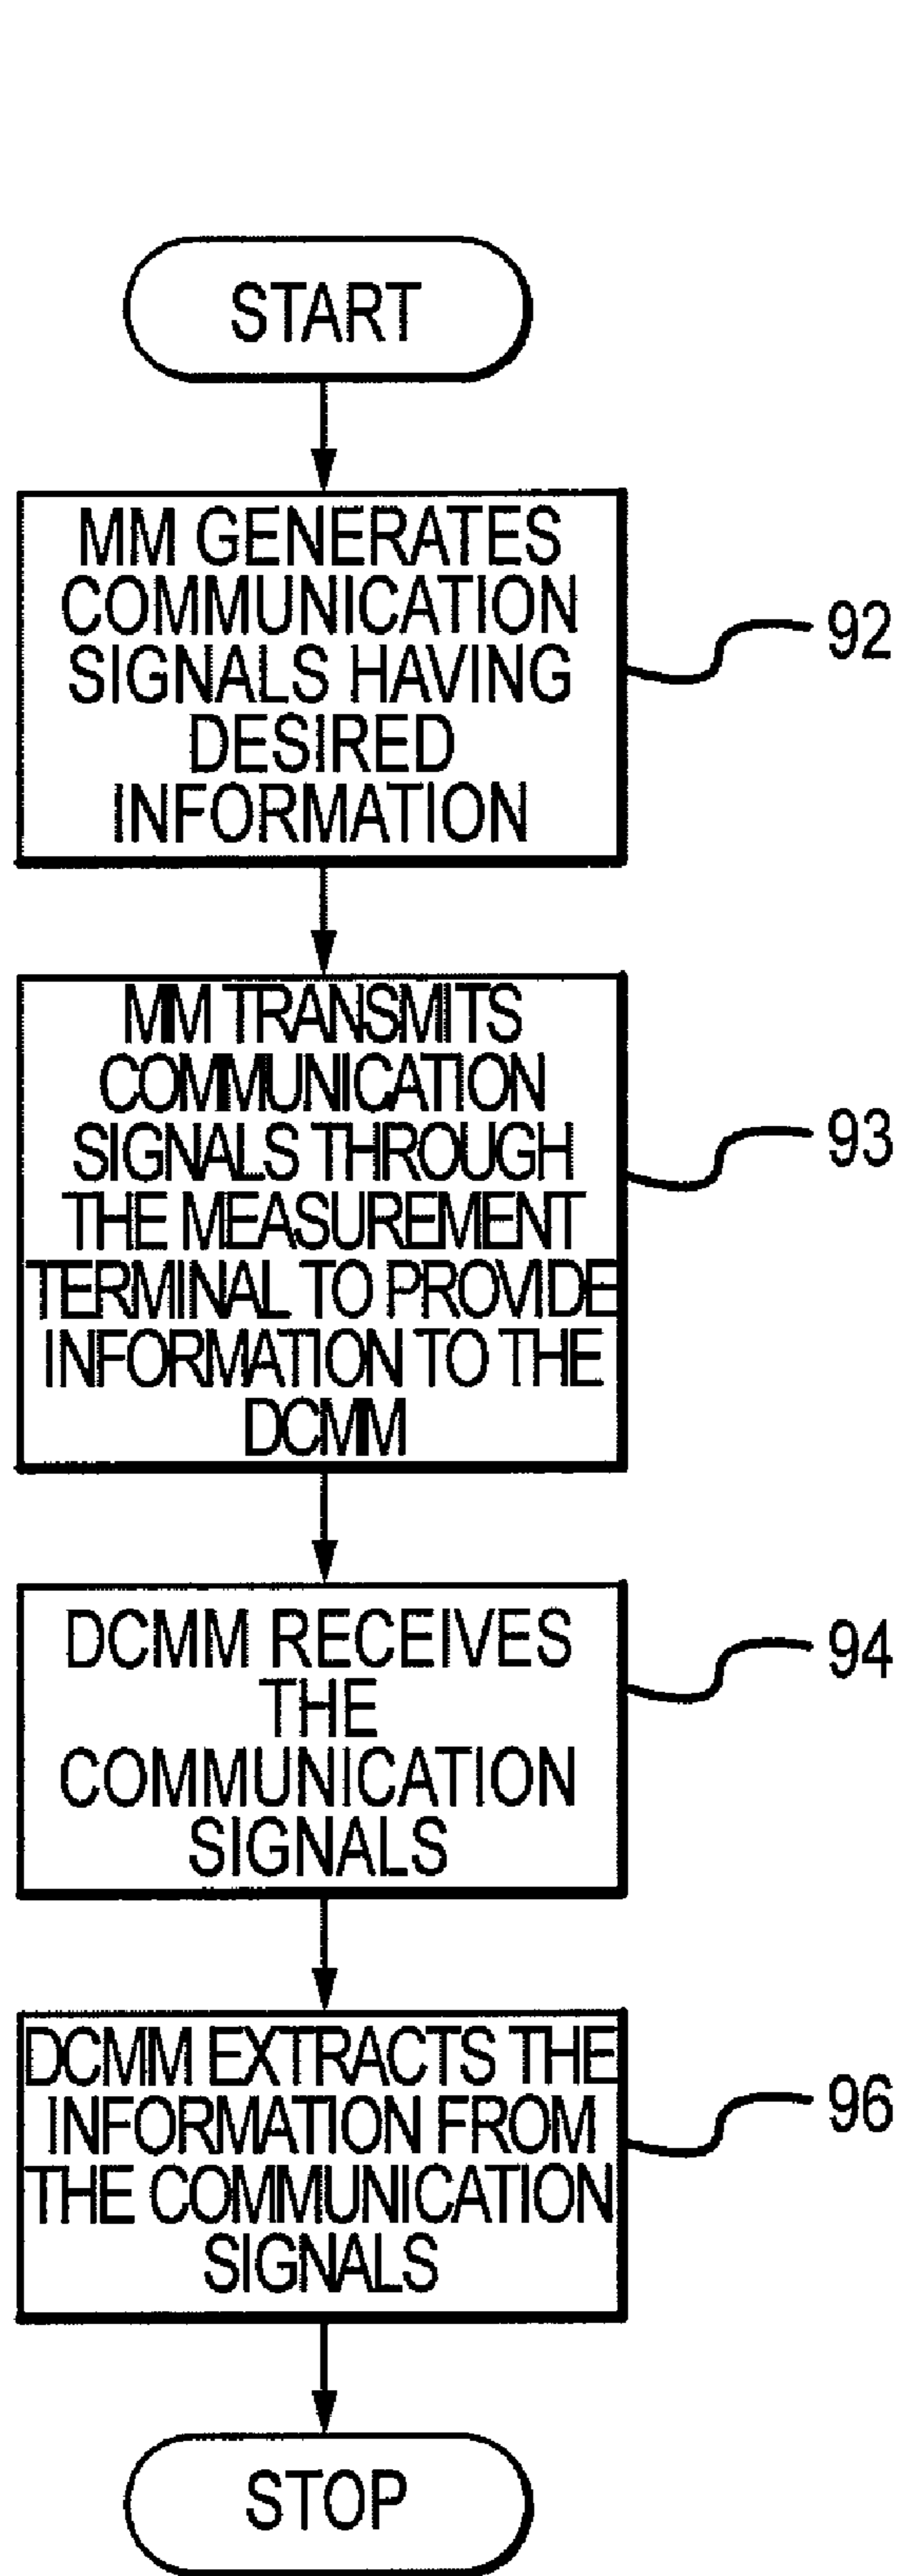 START
MM GENERATES
COMMUNICATION
SIGNALS HAVING
DESIRED
INFORMATION
92
MM TRANSMITS
COMMUNICATION
SIGNALS THROUGH
THE MEASUREMENT
TERMINAL TO PROVIDE
INFORMATION TO THE
DCMM
93
DCMM RECEIVES
THE
COMMUNICATION
SIGNALS
94
DCMM EXTRACTS THE
INFORMATION FROM
THE COMMUNICATION
SIGNALS
96
STOP